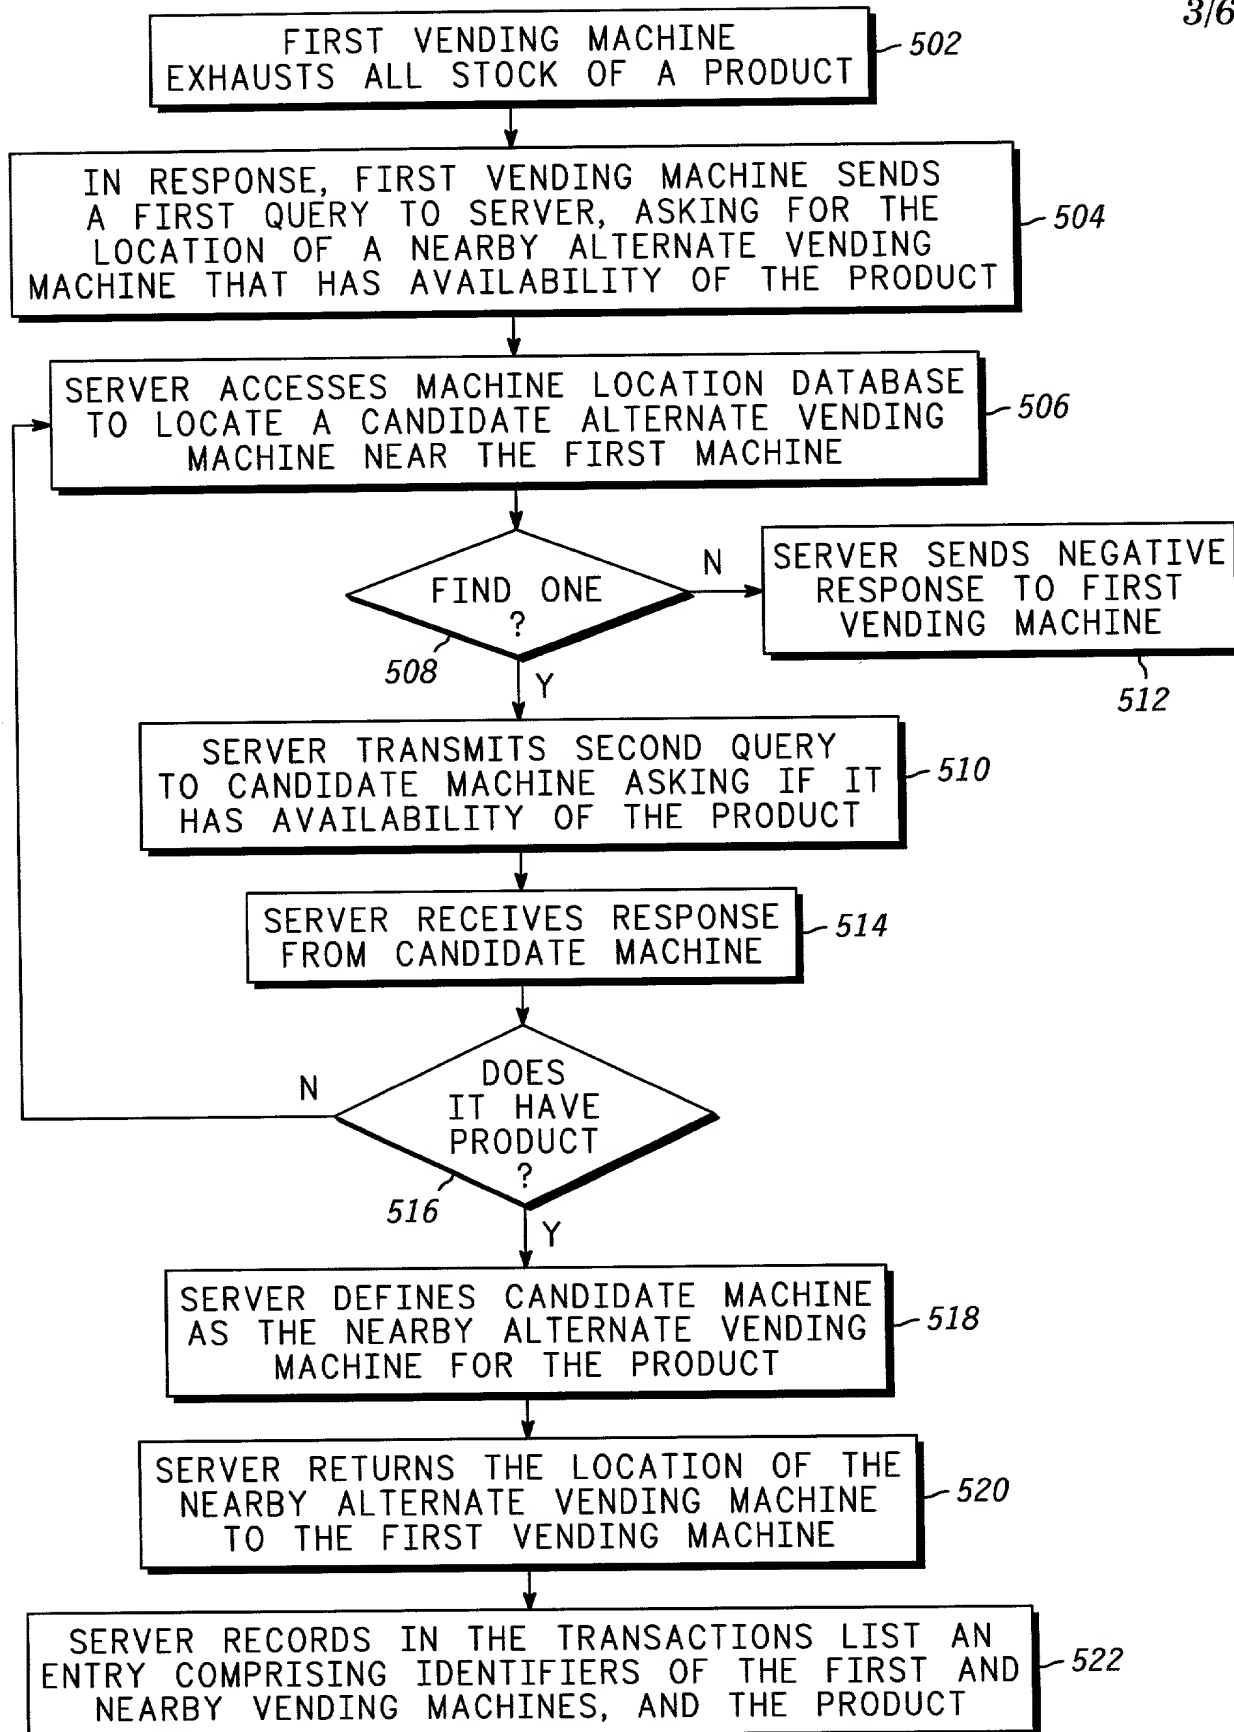 3/6
FIRST VENDING MACHINE
EXHAUSTS ALL STOCK OF A PRODUCT
502
IN RESPONSE, FIRST VENDING MACHINE SENDS
A FIRST QUERY TO SERVER, ASKING FOR THE
LOCATION OF A NEARBY ALTERNATE VENDING
MACHINE THAT HAS AVAILABILITY OF THE PRODUCT
504
SERVER ACCESSES MACHINE LOCATION DATABASE
TO LOCATE A CANDIDATE ALTERNATE VENDING
MACHINE NEAR THE FIRST MACHINE
506
FIND ONE
?
508
N
SERVER SENDS NEGATIVE
RESPONSE TO FIRST
VENDING MACHINE
512
Y
SERVER TRANSMITS SECOND QUERY
TO CANDIDATE MACHINE ASKING IF IT
HAS AVAILABILITY OF THE PRODUCT
510
SERVER RECEIVES RESPONSE
FROM CANDIDATE MACHINE
514
N
DOES
IT HAVE
PRODUCT
?
516
Y
SERVER DEFINES CANDIDATE MACHINE
AS THE NEARBY ALTERNATE VENDING
MACHINE FOR THE PRODUCT
518
SERVER RETURNS THE LOCATION OF THE
NEARBY ALTERNATE VENDING MACHINE
TO THE FIRST VENDING MACHINE
520
SERVER RECORDS IN THE TRANSACTIONS LIST AN
ENTRY COMPRISING IDENTIFIERS OF THE FIRST AND
NEARBY VENDING MACHINES, AND THE PRODUCT
522